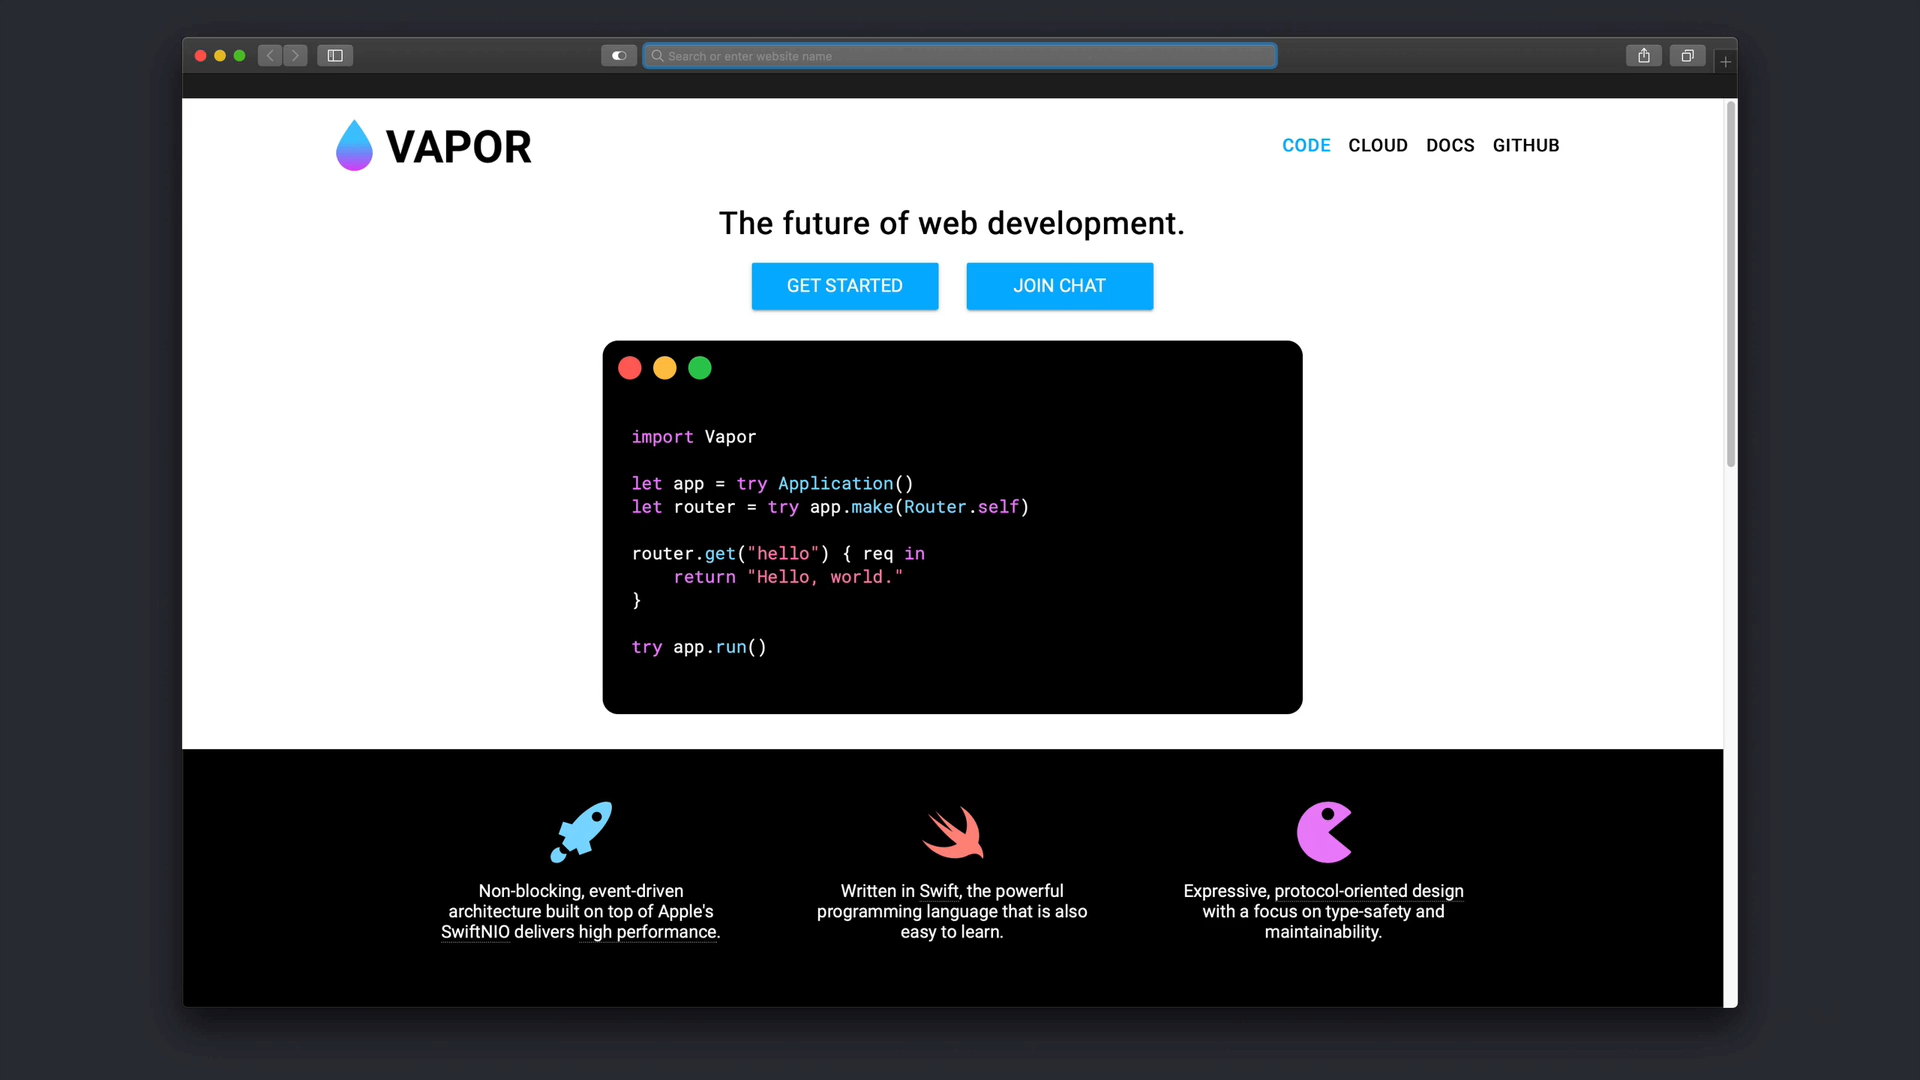 Search or enter website name
VAPOR
CODE CLOUD DOCS GITHUB
The future of web development.
GET STARTED JOIN CHAT
import Vapor
let app = try Application()
let router = try app.make(Router.self)
router.get("hello") { req in
    return "Hello, world."
}
try app.run()
Non-blocking, event-driven
architecture built on top of Apple's
SwiftNIO delivers high performance.
Written in Swift, the powerful
programming language that is also
easy to learn.
Expressive, protocol-oriented design
with a focus on type-safety and
maintainability.